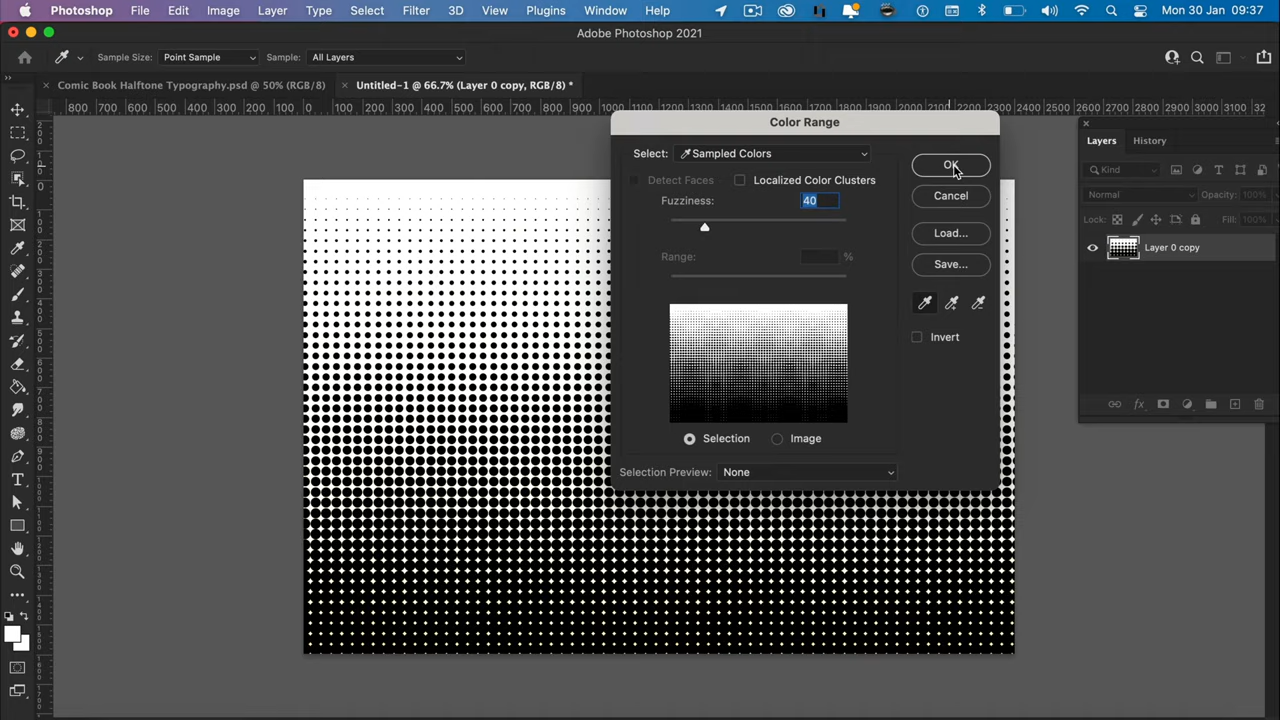 Photoshop File Edit Image Layer Type Select Filter 3D View Plugins Window Help Mon 30 Jan 09:37
Adobe Photoshop 2021
Sample Size: Point Sample Sample: All Layers
Comic Book Halftone Typography.psd @ 50% (RGB/8) Untitled-1 @ 66.7% (Layer 0 copy, RGB/8) *
800 700 600 500 400 300 200 100 0 100 200 300 400 500 600 700 800 900 1000 1100 1200 1300 1400 1500 1600 1700 1800 1900 2000 2100 2200 2300 2400 2500 2600 2700 2800 2900 3000 3100 32
Color Range
Select: Sampled Colors
OK
Detect Faces Localized Color Clusters
Fuzziness: 40
Cancel
Range: %
Load...
Save...
Invert
Selection Image
Selection Preview: None
Layers History
Kind
Normal Opacity: 100%
Lock: Fill: 100%
Layer 0 copy
fx